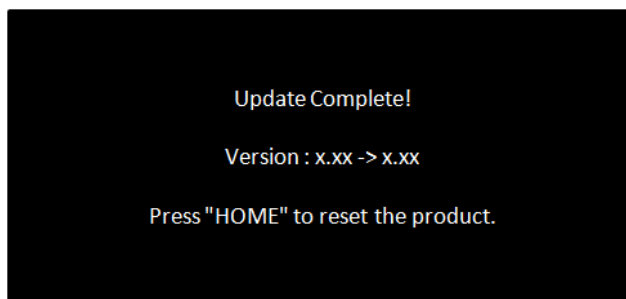 Update Complete!
Version : x.xx -> x.xx
Press "HOME" to reset the product.